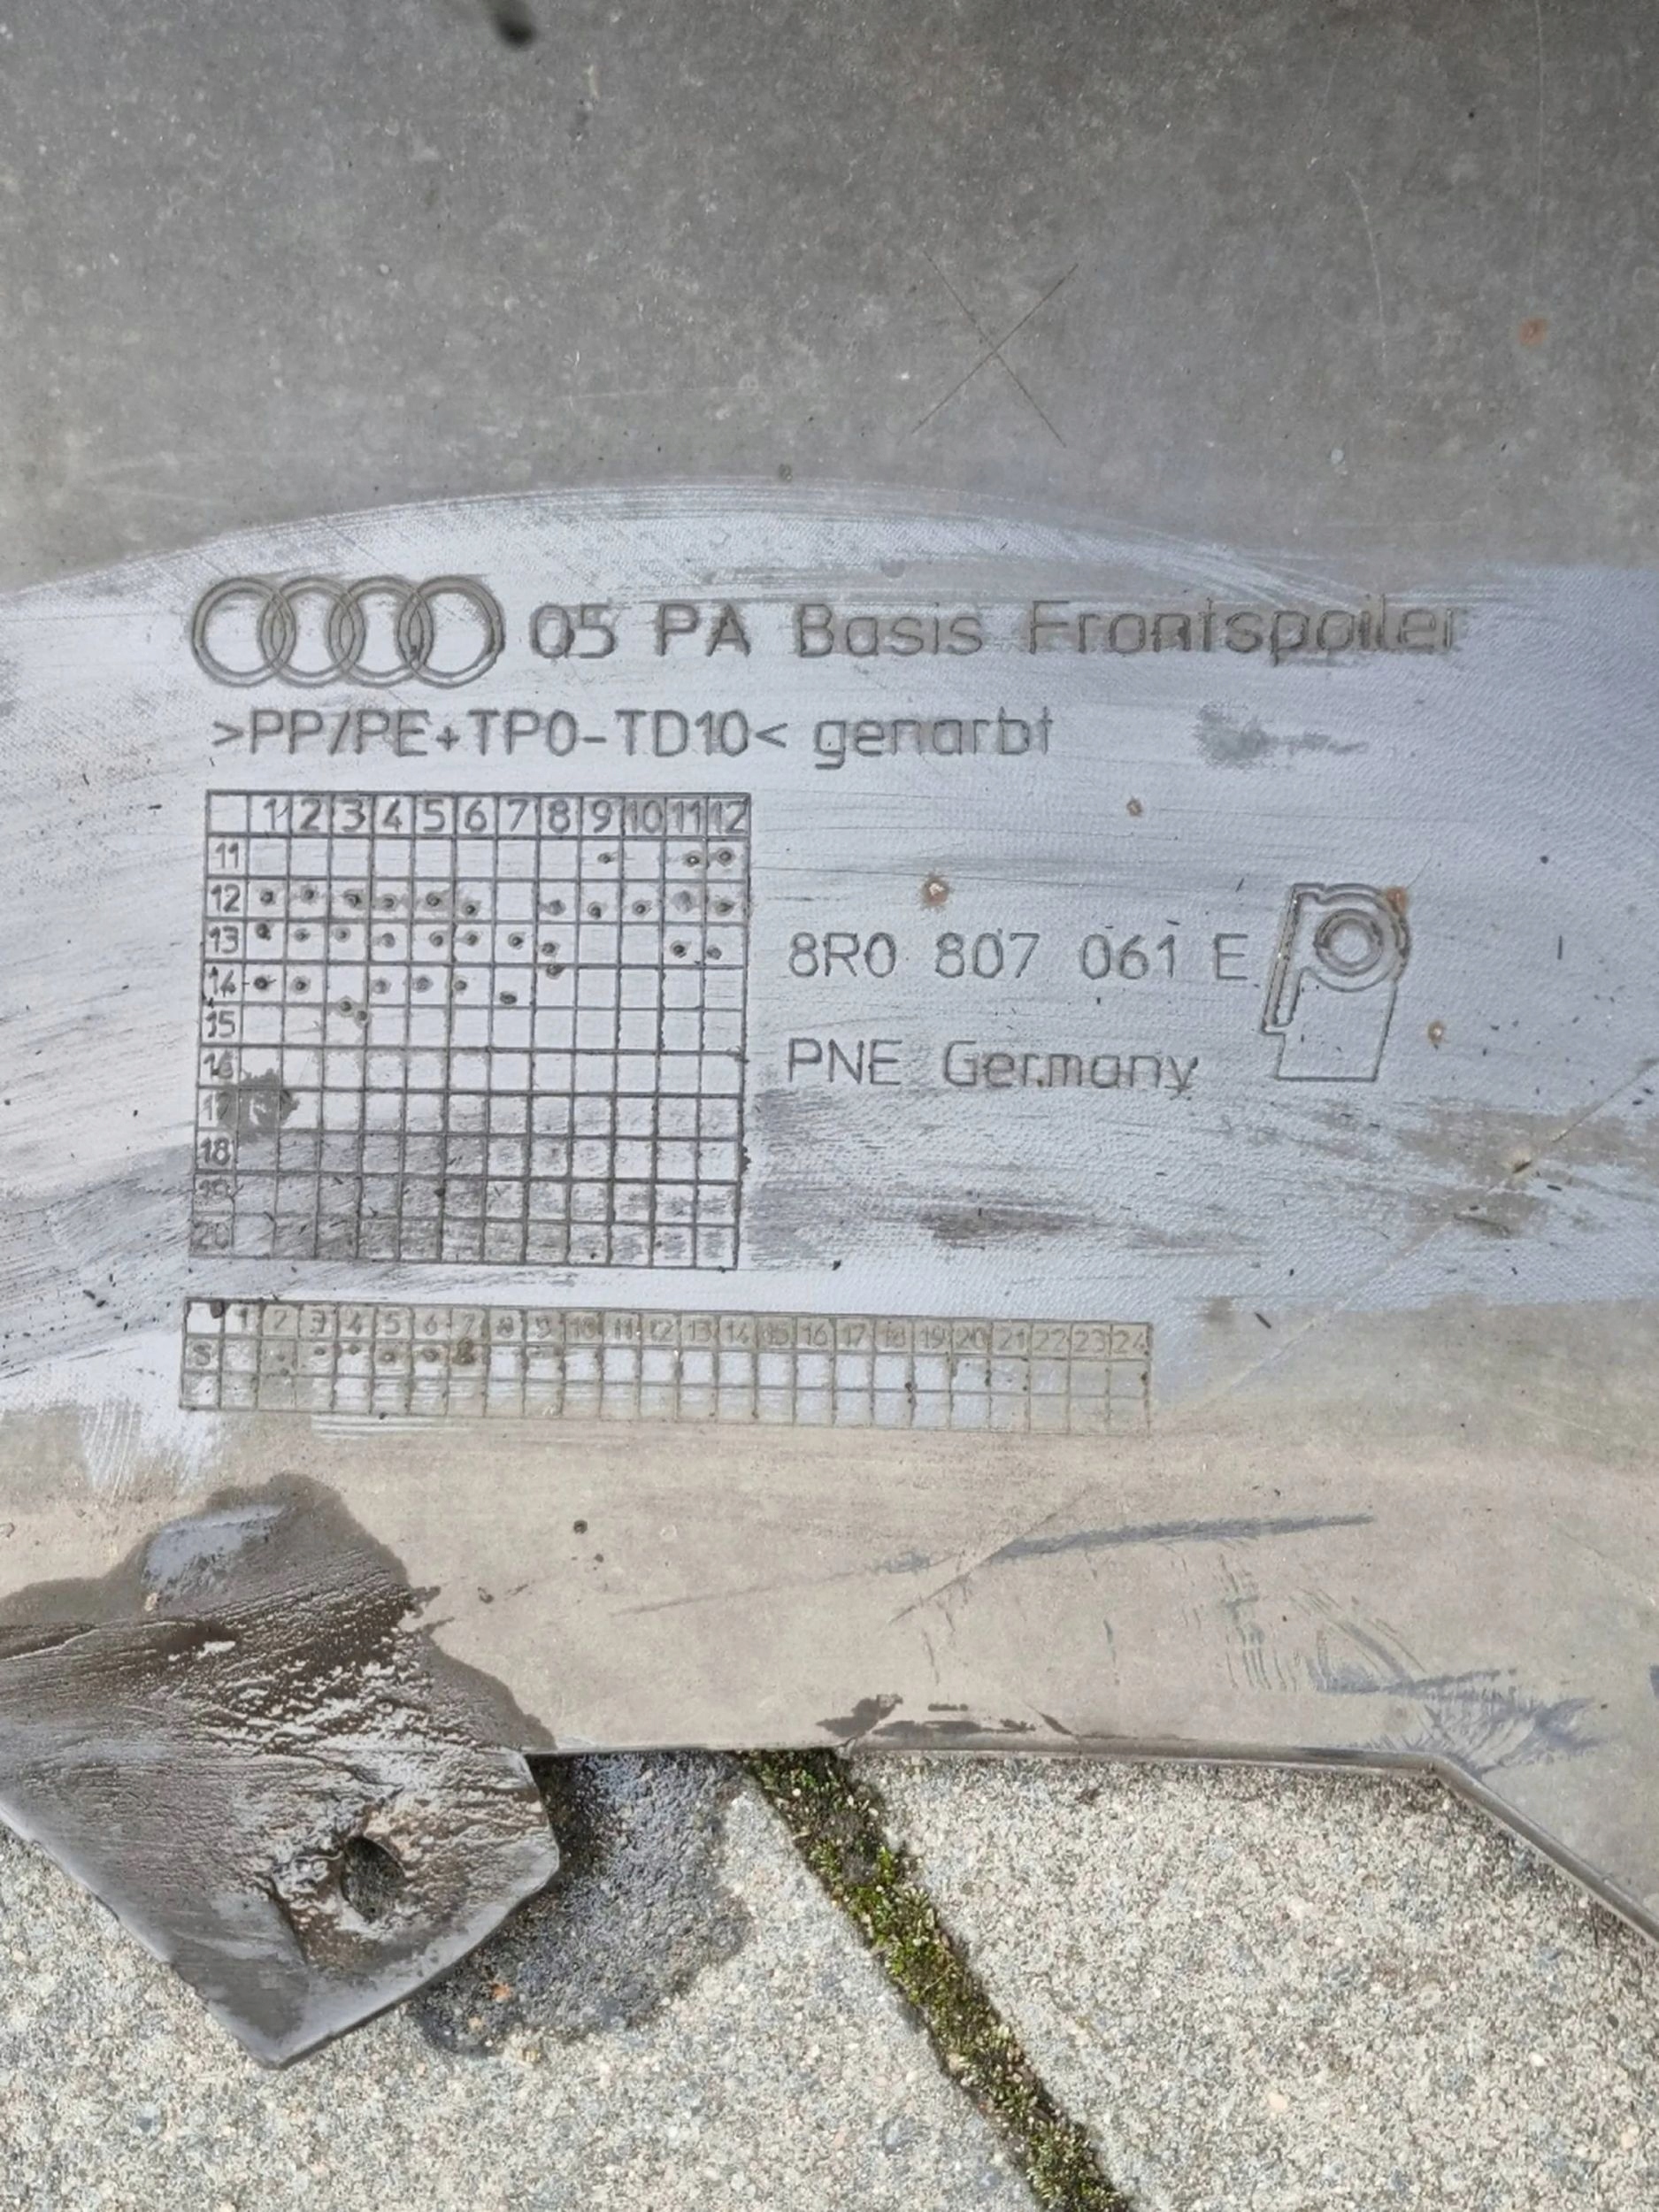 Q5 PA Basis Frontspoiler
>PP/PE+TPO-TD10< genarbt
1 2 3 4 5 6 7 8 9 10 11 12
11
12
13
14
15
16
17
18
19
20
8R0 807 061 E
PNE Germany
1 2 3 4 5 6 7 8 9 10 11 12 13 14 15 16 17 18 19 20 21 22 23 24
S